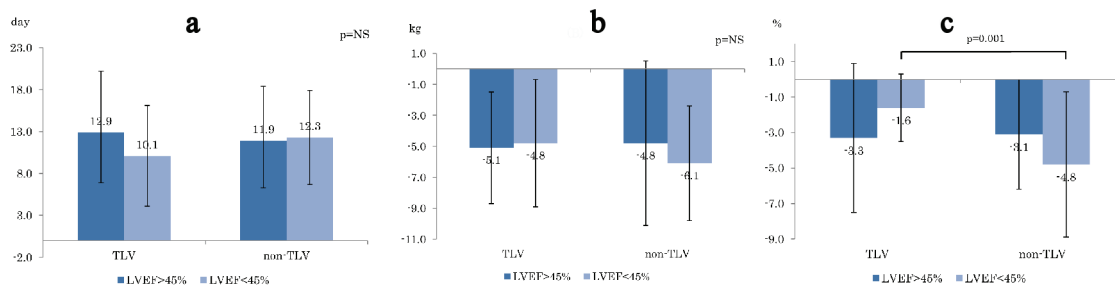 a
day
p=NS
23.0
18.0
13.0
8.0
3.0
-2.0
12.9
10.1
11.9
12.3
TLV
non-TLV
LVEF>45%
LVEF<45%
b
kg
p=NS
1.0
-1.0
-3.0
-5.0
-7.0
-9.0
-11.0
-5.1
-4.8
-4.8
-6.1
TLV
non-TLV
LVEF>45%
LVEF<45%
c
%
p=0.001
1.0
-1.0
-3.0
-5.0
-7.0
-9.0
-3.3
-1.6
-3.1
-4.8
TLV
non-TLV
LVEF>45%
LVEF<45%